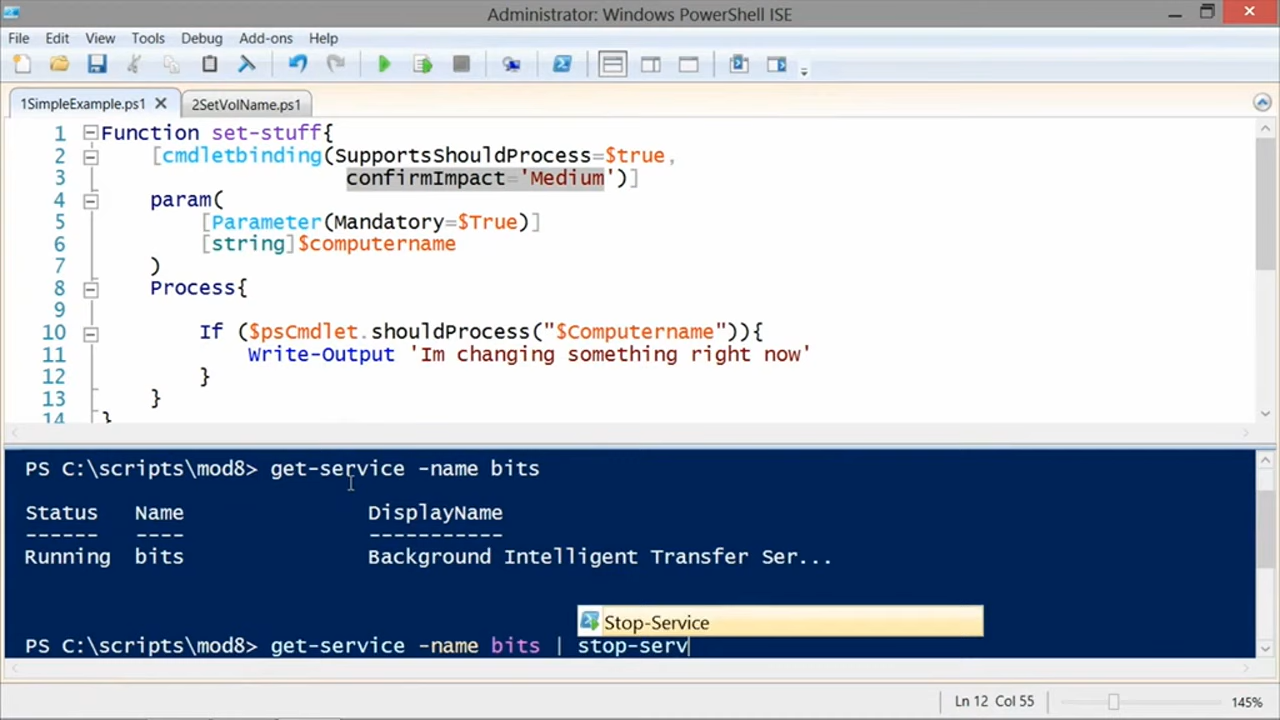 Administrator: Windows PowerShell ISE
File Edit View Tools Debug Add-ons Help
1SimpleExample.ps1 2SetVolName.ps1
1 Function set-stuff{
2 [cmdletbinding(SupportsShouldProcess=$true,
3 confirmImpact='Medium')]
4 param(
5 [Parameter(Mandatory=$True)]
6 [string]$computername
7 )
8 Process{
9
10 If ($psCmdlet.shouldProcess("$Computername")){
11 Write-Output 'Im changing something right now'
12 }
13 }
14 }
PS C:\scripts\mod8> get-service -name bits
Status Name DisplayName
------ ---- -----------
Running bits Background Intelligent Transfer Ser...
Stop-Service
PS C:\scripts\mod8> get-service -name bits | stop-serv
Ln 12 Col 55 145%